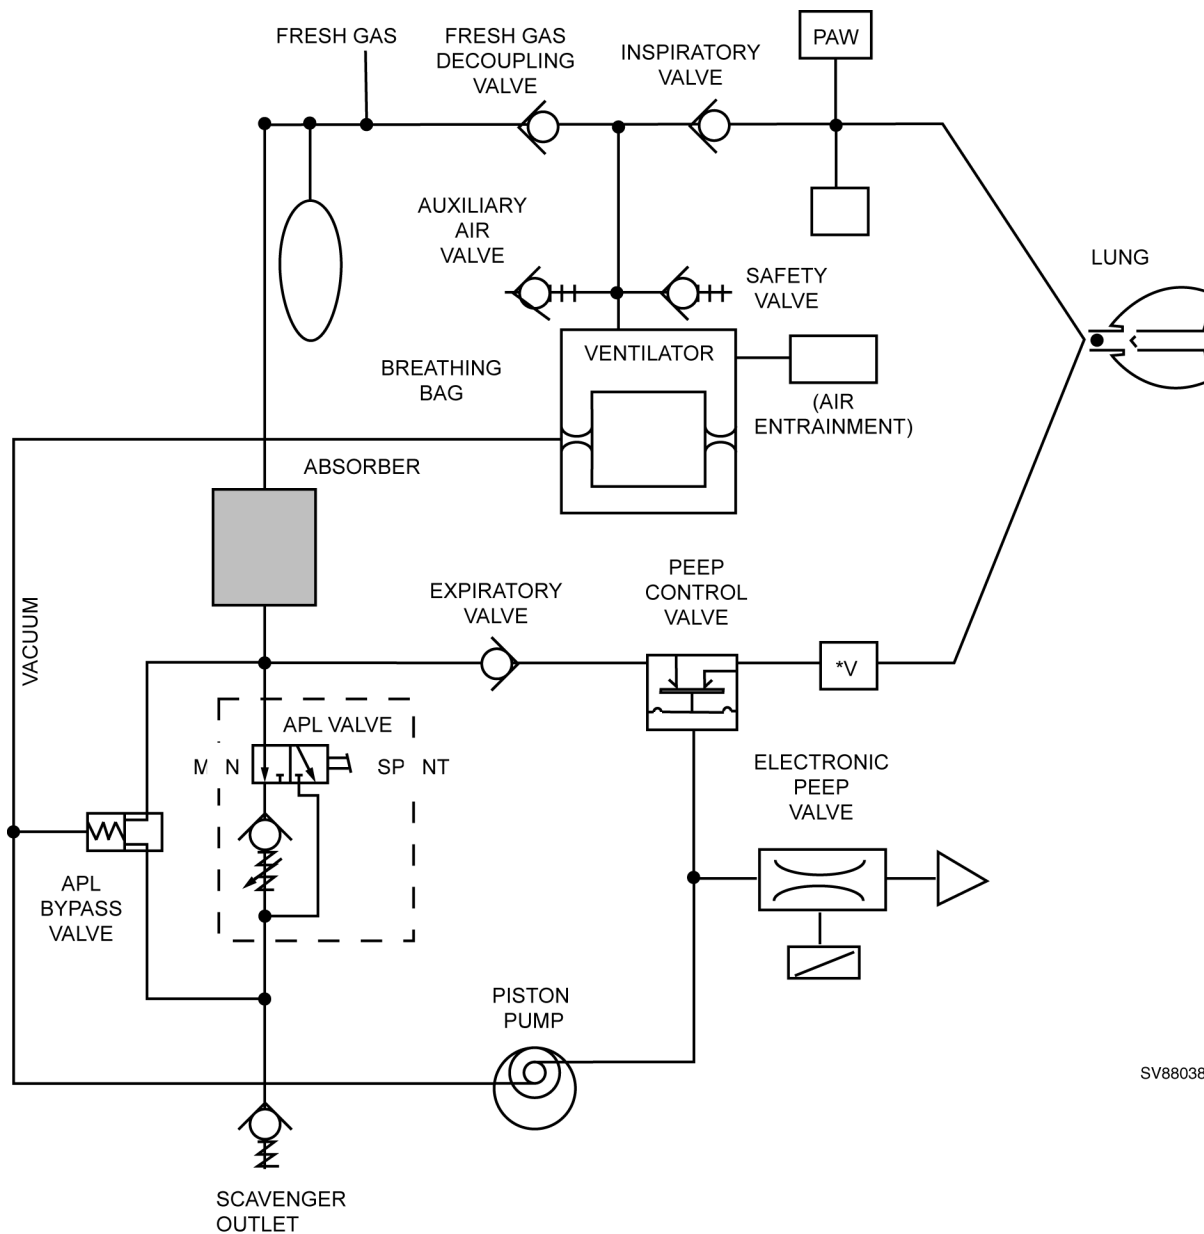 FRESH GAS
FRESH GAS
DECOUPLING
VALVE
INSPIRATORY
VALVE
PAW
AUXILIARY
AIR
VALVE
SAFETY
VALVE
LUNG
BREATHING
BAG
VENTILATOR
(AIR
ENTRAINMENT)
ABSORBER
VACUUM
EXPIRATORY
VALVE
PEEP
CONTROL
VALVE
*V
APL VALVE
M N
SP NT
ELECTRONIC
PEEP
VALVE
APL
BYPASS
VALVE
PISTON
PUMP
SV88038
SCAVENGER
OUTLET